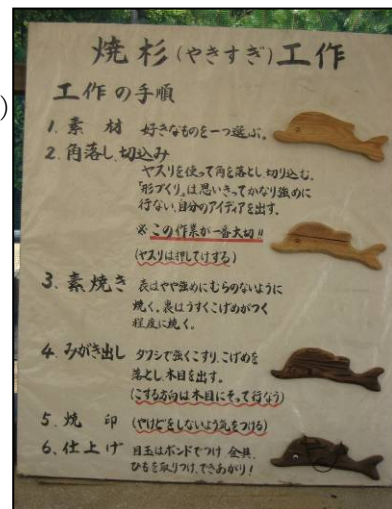 )
焼杉(やきすぎ)工作
工作の手順
1. 素 材 好きなものを一つ選ぶ。
2. 角落し、切込み
ヤスリを使って角を落とし、切り込む。
「形づくり」は思いきってかなり強めに
行ない、自分のアイディアを出す。
※この作業が一番大切!!
(ヤスリは押してけずる)
3. 素焼き 表はやや強めにむらのないように
焼く。裏はうすくこげめがつく
程度に焼く。
4. みがき出し タワシで強くこすり、こげめを
落とし、木目を出す。
(こする方向は木目にそって行なう)
5. 焼 印 (やけどをしないよう気をつける)
6. 仕上げ 目玉はボンドでつけ 金具、
ひもを取りつけ、できあがり!